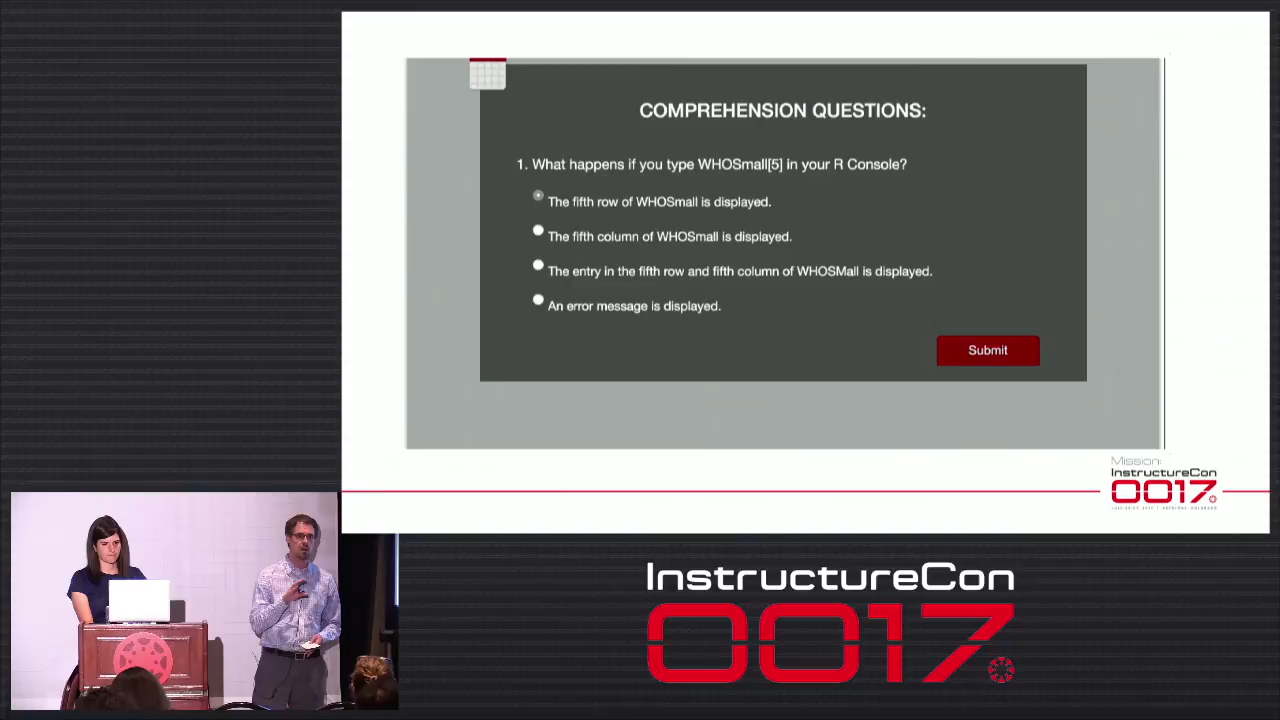 COMPREHENSION QUESTIONS:
1. What happens if you type WHOSmall[5] in your R Console?
The fifth row of WHOSmall is displayed.
The fifth column of WHOSmall is displayed.
The entry in the fifth row and fifth column of WHOSMall is displayed.
An error message is displayed.
Submit
Mission:
InstructureCon
0017
InstructureCon
0017